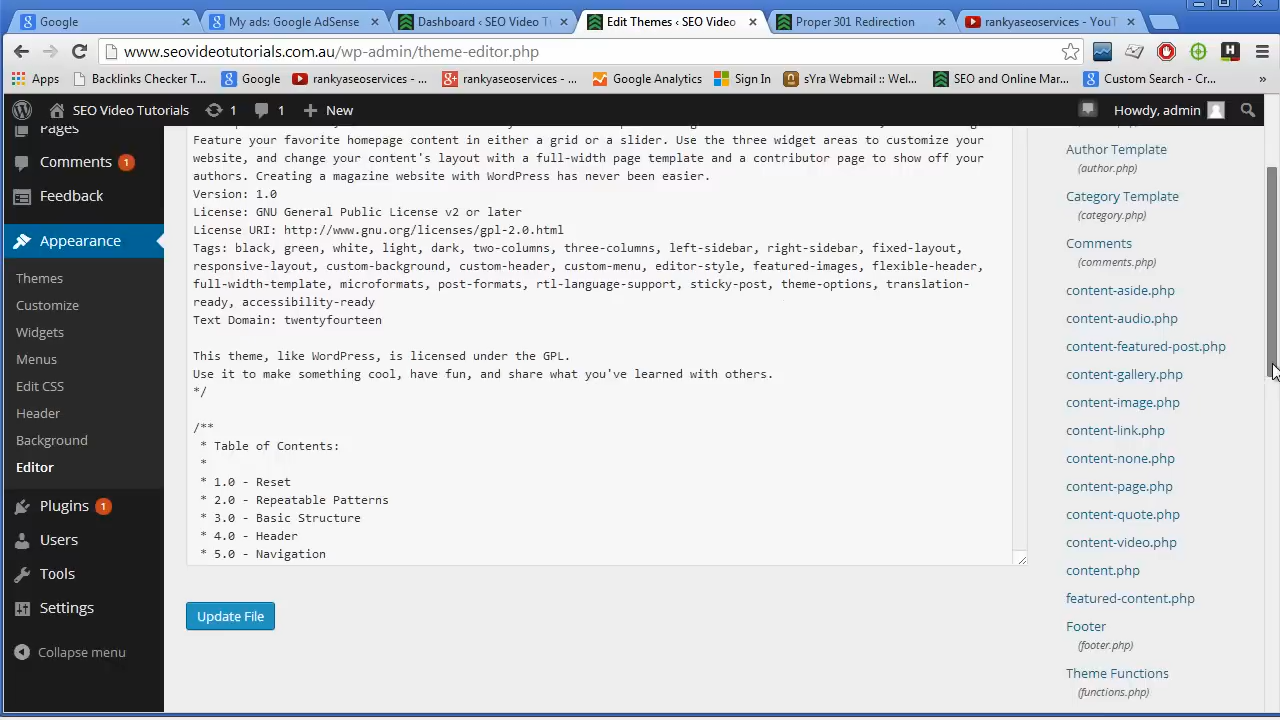 Google
My ads: Google AdSense
Dashboard ‹ SEO Video T
Edit Themes ‹ SEO Video
Proper 301 Redirection
rankyaseoservices - YouT
www.seovideotutorials.com.au/wp-admin/theme-editor.php
Apps
Backlinks Checker T...
Google
rankyaseoservices - ...
rankyaseoservices - ...
Google Analytics
Sign In
sYra Webmail :: Wel...
SEO and Online Mar...
Custom Search - Cr...
SEO Video Tutorials
1
1
New
Howdy, admin
Pages
Comments 1
Feedback
Appearance
Themes
Customize
Widgets
Menus
Edit CSS
Header
Background
Editor
Plugins 1
Users
Tools
Settings
Collapse menu
Feature your favorite homepage content in either a grid or a slider. Use the three widget areas to customize your
website, and change your content's layout with a full-width page template and a contributor page to show off your
authors. Creating a magazine website with WordPress has never been easier.
Version: 1.0
License: GNU General Public License v2 or later
License URI: http://www.gnu.org/licenses/gpl-2.0.html
Tags: black, green, white, light, dark, two-columns, three-columns, left-sidebar, right-sidebar, fixed-layout,
responsive-layout, custom-background, custom-header, custom-menu, editor-style, featured-images, flexible-header,
full-width-template, microformats, post-formats, rtl-language-support, sticky-post, theme-options, translation-
ready, accessibility-ready
Text Domain: twentyfourteen
This theme, like WordPress, is licensed under the GPL.
Use it to make something cool, have fun, and share what you've learned with others.
*/
/**
* Table of Contents:
*
* 1.0 - Reset
* 2.0 - Repeatable Patterns
* 3.0 - Basic Structure
* 4.0 - Header
* 5.0 - Navigation
Update File
Author Template
(author.php)
Category Template
(category.php)
Comments
(comments.php)
content-aside.php
content-audio.php
content-featured-post.php
content-gallery.php
content-image.php
content-link.php
content-none.php
content-page.php
content-quote.php
content-video.php
content.php
featured-content.php
Footer
(footer.php)
Theme Functions
(functions.php)